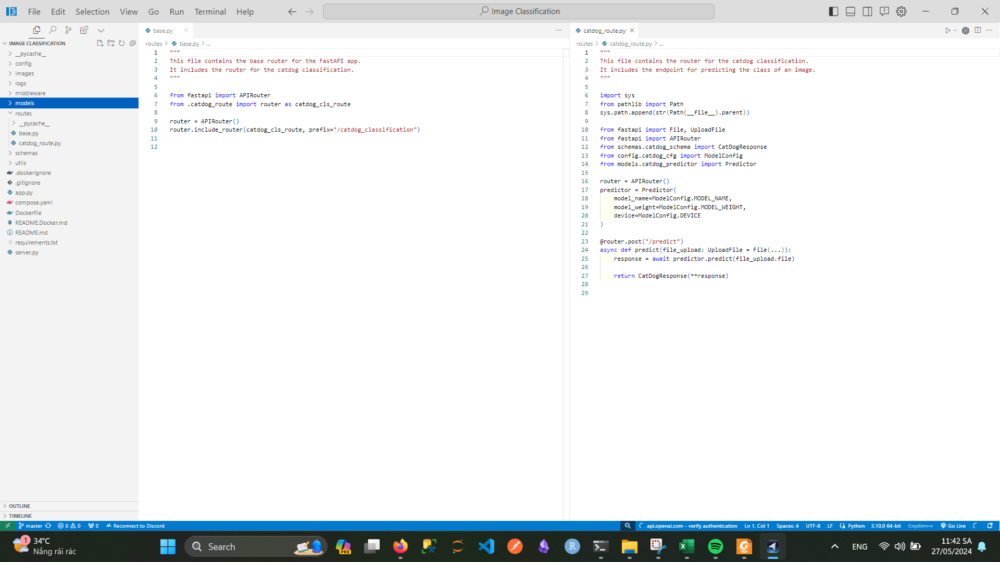 File Edit Selection View Go Run Terminal Help
Image Classification
IMAGE CLASSIFICATION
__pycache__
config
images
logs
middleware
models
routes
__pycache__
base.py
catdog_route.py
schemas
utils
.dockerignore
.gitignore
app.py
compose.yaml
Dockerfile
README.Docker.md
README.md
requirements.txt
server.py
OUTLINE
TIMELINE
base.py
routes > base.py > ...
1 """
2 This file contains the base router for the FastAPI app.
3 It includes the router for the catdog classification.
4 """
5
6 from fastapi import APIRouter
7 from .catdog_route import router as catdog_cls_route
8
9 router = APIRouter()
10 router.include_router(catdog_cls_route, prefix="/catdog_classification")
11
12
catdog_route.py
routes > catdog_route.py > ...
1 """
2 This file contains the router for the catdog classification.
3 It includes the endpoint for predicting the class of an image.
4 """
5
6 import sys
7 from pathlib import Path
8 sys.path.append(str(Path(__file__).parent))
9
10 from fastapi import File, UploadFile
11 from fastapi import APIRouter
12 from schemas.catdog_schema import CatDogResponse
13 from config.catdog_cfg import ModelConfig
14 from models.catdog_predictor import Predictor
15
16 router = APIRouter()
17 predictor = Predictor(
18 model_name=ModelConfig.MODEL_NAME,
19 model_weight=ModelConfig.MODEL_WEIGHT,
20 device=ModelConfig.DEVICE
21 )
22
23 @router.post("/predict")
24 async def predict(file_upload: UploadFile = File(...)):
25 response = await predictor.predict(file_upload.file)
26
27 return CatDogResponse(**response)
28
29
master 0 0 0 Reconnect to Discord api.openai.com - verify authentication Ln 1, Col 1 Spaces: 4 UTF-8 LF Python 3.10.0 64-bit Copilot++ Go Live
1 34°C
Nắng rải rác
Search
PRE
R
PDF
ENG
11:42 SA
27/05/2024